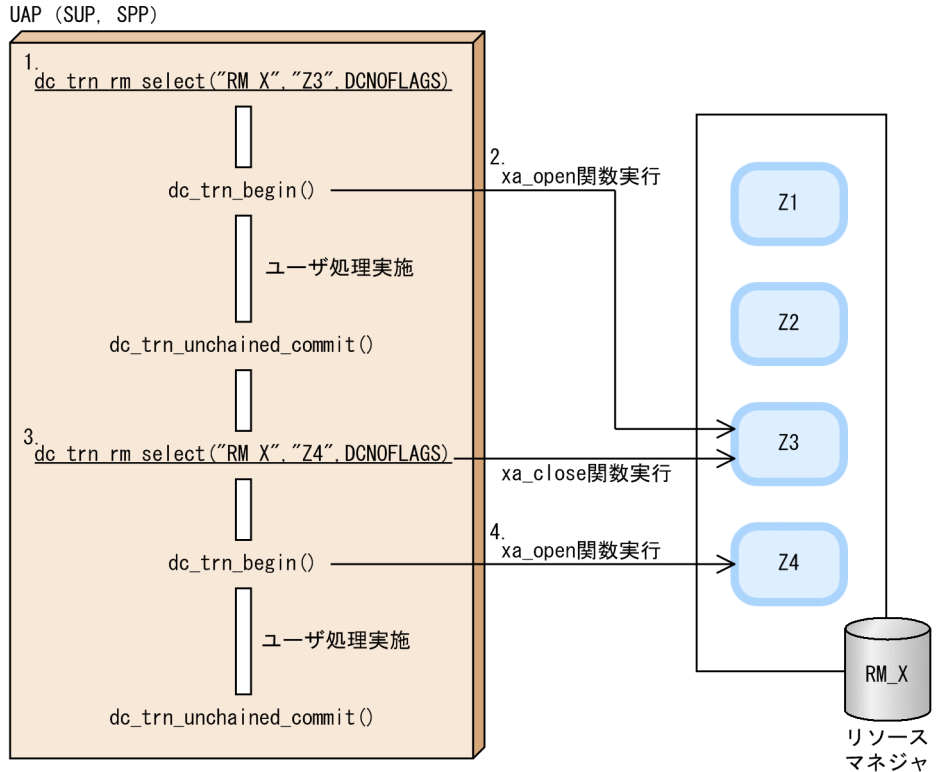 UAP (SUP, SPP)
1.
dc_trn_rm_select("RM_X","Z3",DCNOFLAGS)
2.
xa_open関数実行
dc_trn_begin()
Z1
ユーザ処理実施
Z2
dc_trn_unchained_commit()
3.
dc_trn_rm_select("RM_X","Z4",DCNOFLAGS)
Z3
xa_close関数実行
4.
xa_open関数実行
dc_trn_begin()
Z4
ユーザ処理実施
RM_X
dc_trn_unchained_commit()
リソース
マネジャ